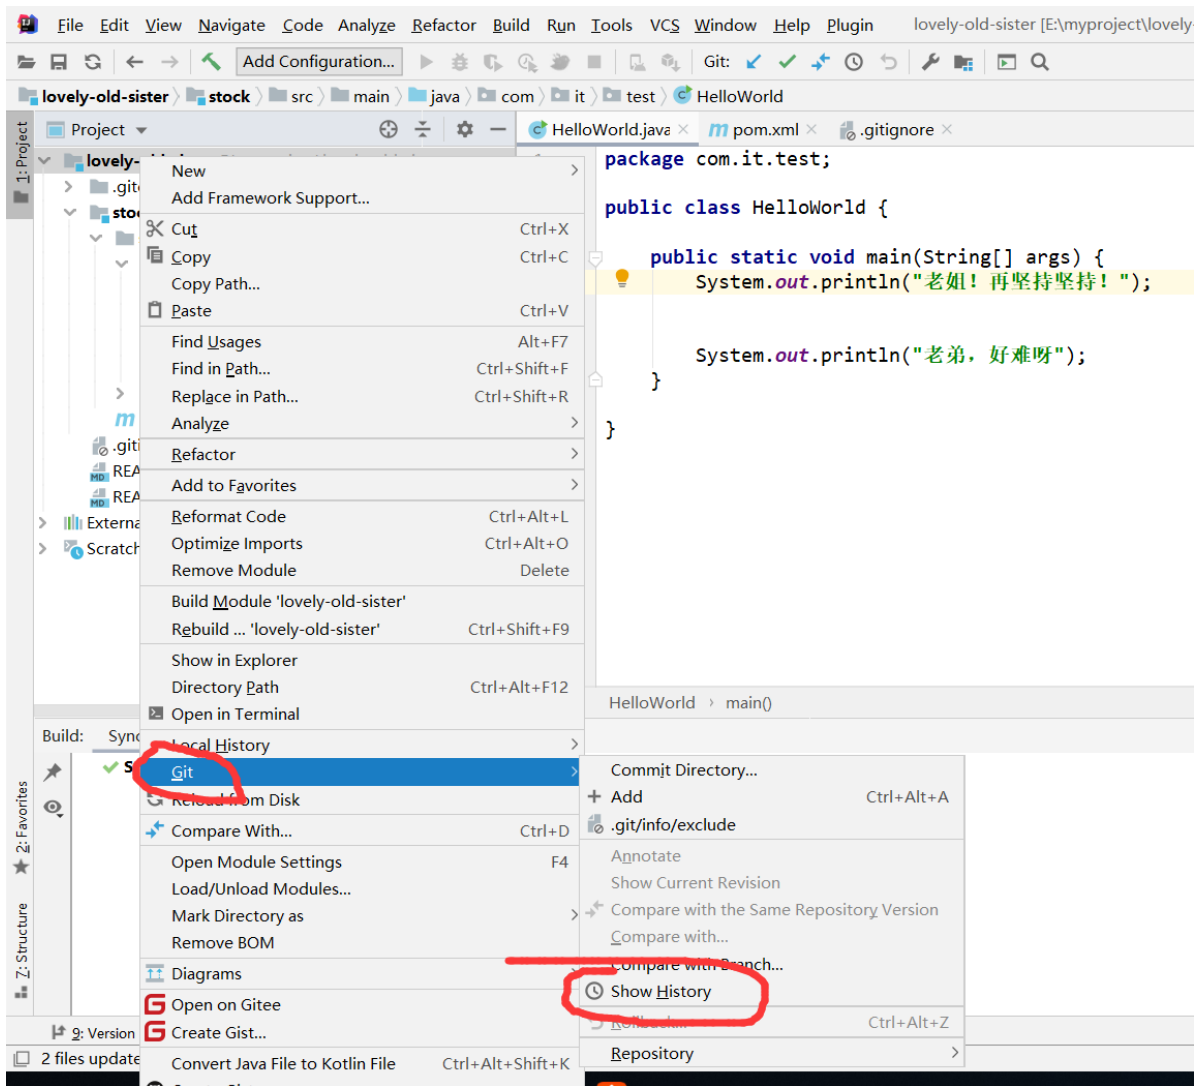 File Edit View Navigate Code Analyze Refactor Build Run Tools VCS Window Help Plugin lovely-old-sister [E:\myproject\lovely-
Add Configuration... Git:
lovely-old-sister stock src main java com it test HelloWorld
1: Project
Project
HelloWorld.java pom.xml .gitignore
lovely-
.git
sto
.giti
REA
REA
Externa
Scratch
New
Add Framework Support...
Cut Ctrl+X
Copy Ctrl+C
Copy Path...
Paste Ctrl+V
Find Usages Alt+F7
Find in Path... Ctrl+Shift+F
Replace in Path... Ctrl+Shift+R
Analyze
Refactor
Add to Favorites
Reformat Code Ctrl+Alt+L
Optimize Imports Ctrl+Alt+O
Remove Module Delete
Build Module 'lovely-old-sister'
Rebuild ... 'lovely-old-sister' Ctrl+Shift+F9
Show in Explorer
Directory Path Ctrl+Alt+F12
Open in Terminal
Local History
Git
Reload from Disk
Compare With... Ctrl+D
Open Module Settings F4
Load/Unload Modules...
Mark Directory as
Remove BOM
Diagrams
Open on Gitee
Create Gist...
Convert Java File to Kotlin File Ctrl+Alt+Shift+K
package com.it.test;
public class HelloWorld {
public static void main(String[] args) {
System.out.println("老姐！再坚持坚持！");
System.out.println("老弟，好难呀");
}
}
HelloWorld › main()
Build: Sync
S
2: Favorites
Z: Structure
9: Version
2 files update
Commit Directory...
Add Ctrl+Alt+A
.git/info/exclude
Annotate
Show Current Revision
Compare with the Same Repository Version
Compare with...
Compare with Branch...
Show History
Rollback... Ctrl+Alt+Z
Repository